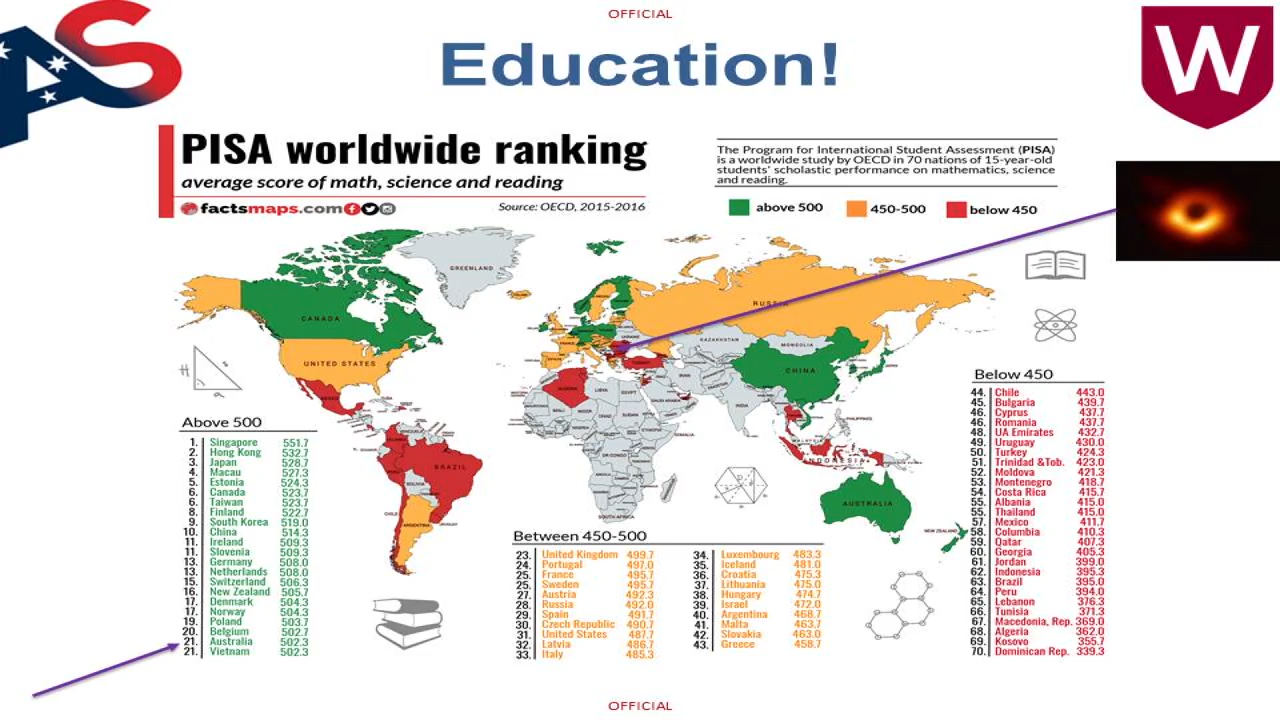 OFFICIAL
AS
Education!
W
PISA worldwide ranking
average score of math, science and reading
factsmaps.com
Source: OECD, 2015-2016
The Program for International Student Assessment (PISA)
is a worldwide study by OECD in 70 nations of 15-year-old
students' scholastic performance on mathematics, science
and reading.
above 500
450-500
below 450
GREENLAND
CANADA
UNITED STATES
RUSSIA
KAZAKHSTAN
MONGOLIA
CHINA
BRAZIL
ARGENTINA
CHILE
ALGERIA
LIBYA
EGYPT
SUDAN
DR CONGO
SOMALIA
SOUTH AFRICA
IRAN
INDIA
PHILIPPINES
MALAYSIA
INDONESIA
AUSTRALIA
NEW ZEALAND
Above 500
1. Singapore 551.7
2. Hong Kong 532.7
3. Japan 528.7
4. Macau 527.3
5. Estonia 524.3
6. Canada 523.7
6. Taiwan 523.7
8. Finland 522.7
9. South Korea 519.0
10. China 514.3
11. Ireland 509.3
11. Slovenia 509.3
13. Germany 508.0
13. Netherlands 508.0
15. Switzerland 506.3
16. New Zealand 505.7
17. Denmark 504.3
17. Norway 504.3
19. Poland 503.7
20. Belgium 502.7
21. Australia 502.3
21. Vietnam 502.3
Between 450-500
23. United Kingdom 499.7
24. Portugal 497.0
25. France 495.7
25. Sweden 495.7
27. Austria 492.3
28. Russia 492.0
29. Spain 491.7
30. Czech Republic 490.7
31. United States 487.7
32. Latvia 486.7
33. Italy 485.3
34. Luxembourg 483.3
35. Iceland 481.0
36. Croatia 475.3
37. Lithuania 475.0
38. Hungary 474.7
39. Israel 472.0
40. Argentina 468.7
41. Malta 463.7
42. Slovakia 463.0
43. Greece 458.7
Below 450
44. Chile 443.0
45. Bulgaria 439.7
46. Cyprus 437.7
46. Romania 437.7
48. UA Emirates 432.7
49. Uruguay 430.0
50. Turkey 424.3
51. Trinidad &Tob. 423.0
52. Moldova 421.3
53. Montenegro 418.7
54. Costa Rica 415.7
55. Albania 415.0
55. Thailand 415.0
57. Mexico 411.7
58. Columbia 410.3
59. Qatar 407.3
60. Georgia 405.3
61. Jordan 399.0
62. Indonesia 395.3
63. Brazil 395.0
64. Peru 394.0
65. Lebanon 376.3
66. Tunisia 371.3
67. Macedonia, Rep. 369.0
68. Algeria 362.0
69. Kosovo 355.7
70. Dominican Rep. 339.3
OFFICIAL